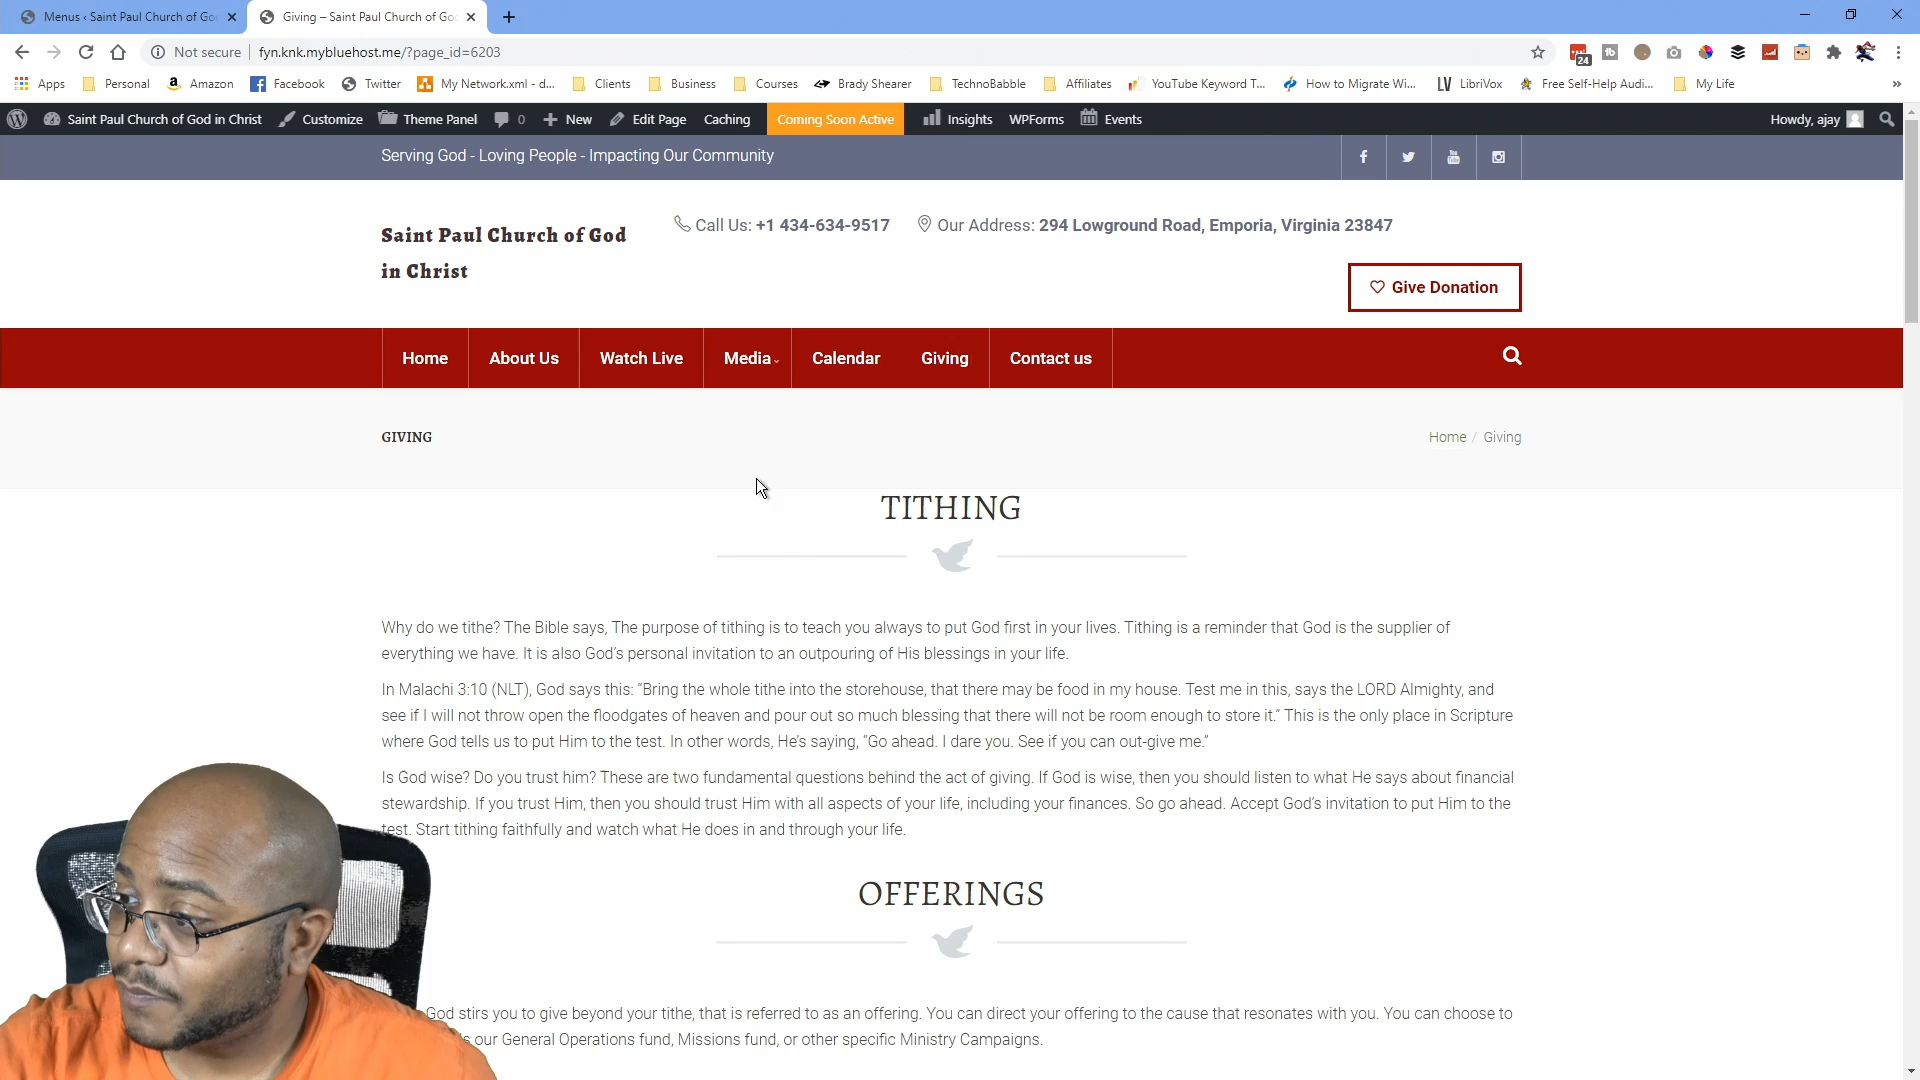 Menus ‹ Saint Paul Church of Go
Giving – Saint Paul Church of Go
Not secure
fyn.knk.mybluehost.me/?page_id=6203
24
Apps
Personal
Amazon
Facebook
Twitter
My Network.xml - d...
Clients
Business
Courses
Brady Shearer
TechnoBabble
Affiliates
YouTube Keyword T...
How to Migrate Wi...
LibriVox
Free Self-Help Audi...
My Life
»
Saint Paul Church of God in Christ
Customize
Theme Panel
0
New
Edit Page
Caching
Coming Soon Active
Insights
WPForms
Events
Howdy, ajay
Serving God - Loving People - Impacting Our Community
Saint Paul Church of God
in Christ
Call Us: +1 434-634-9517
Our Address: 294 Lowground Road, Emporia, Virginia 23847
Give Donation
Home
About Us
Watch Live
Media
Calendar
Giving
Contact us
GIVING
Home / Giving
TITHING
Why do we tithe? The Bible says, The purpose of tithing is to teach you always to put God first in your lives. Tithing is a reminder that God is the supplier of
everything we have. It is also God’s personal invitation to an outpouring of His blessings in your life.
In Malachi 3:10 (NLT), God says this: “Bring the whole tithe into the storehouse, that there may be food in my house. Test me in this, says the LORD Almighty, and
see if I will not throw open the floodgates of heaven and pour out so much blessing that there will not be room enough to store it.” This is the only place in Scripture
where God tells us to put Him to the test. In other words, He’s saying, “Go ahead. I dare you. See if you can out-give me.”
Is God wise? Do you trust him? These are two fundamental questions behind the act of giving. If God is wise, then you should listen to what He says about financial
stewardship. If you trust Him, then you should trust Him with all aspects of your life, including your finances. So go ahead. Accept God’s invitation to put Him to the
test. Start tithing faithfully and watch what He does in and through your life.
OFFERINGS
God stirs you to give beyond your tithe, that is referred to as an offering. You can direct your offering to the cause that resonates with you. You can choose to
our General Operations fund, Missions fund, or other specific Ministry Campaigns.